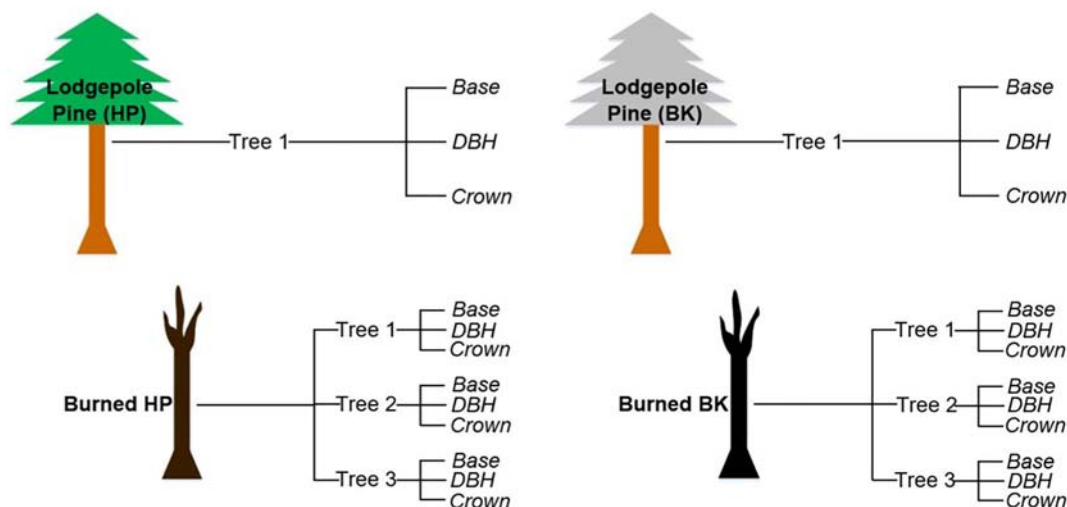 Lodgepole
Pine (HP)
Tree 1
Base
DBH
Crown
Lodgepole
Pine (BK)
Tree 1
Base
DBH
Crown
Burned HP
Tree 1
Base
DBH
Crown
Tree 2
Base
DBH
Crown
Tree 3
Base
DBH
Crown
Burned BK
Tree 1
Base
DBH
Crown
Tree 2
Base
DBH
Crown
Tree 3
Base
DBH
Crown